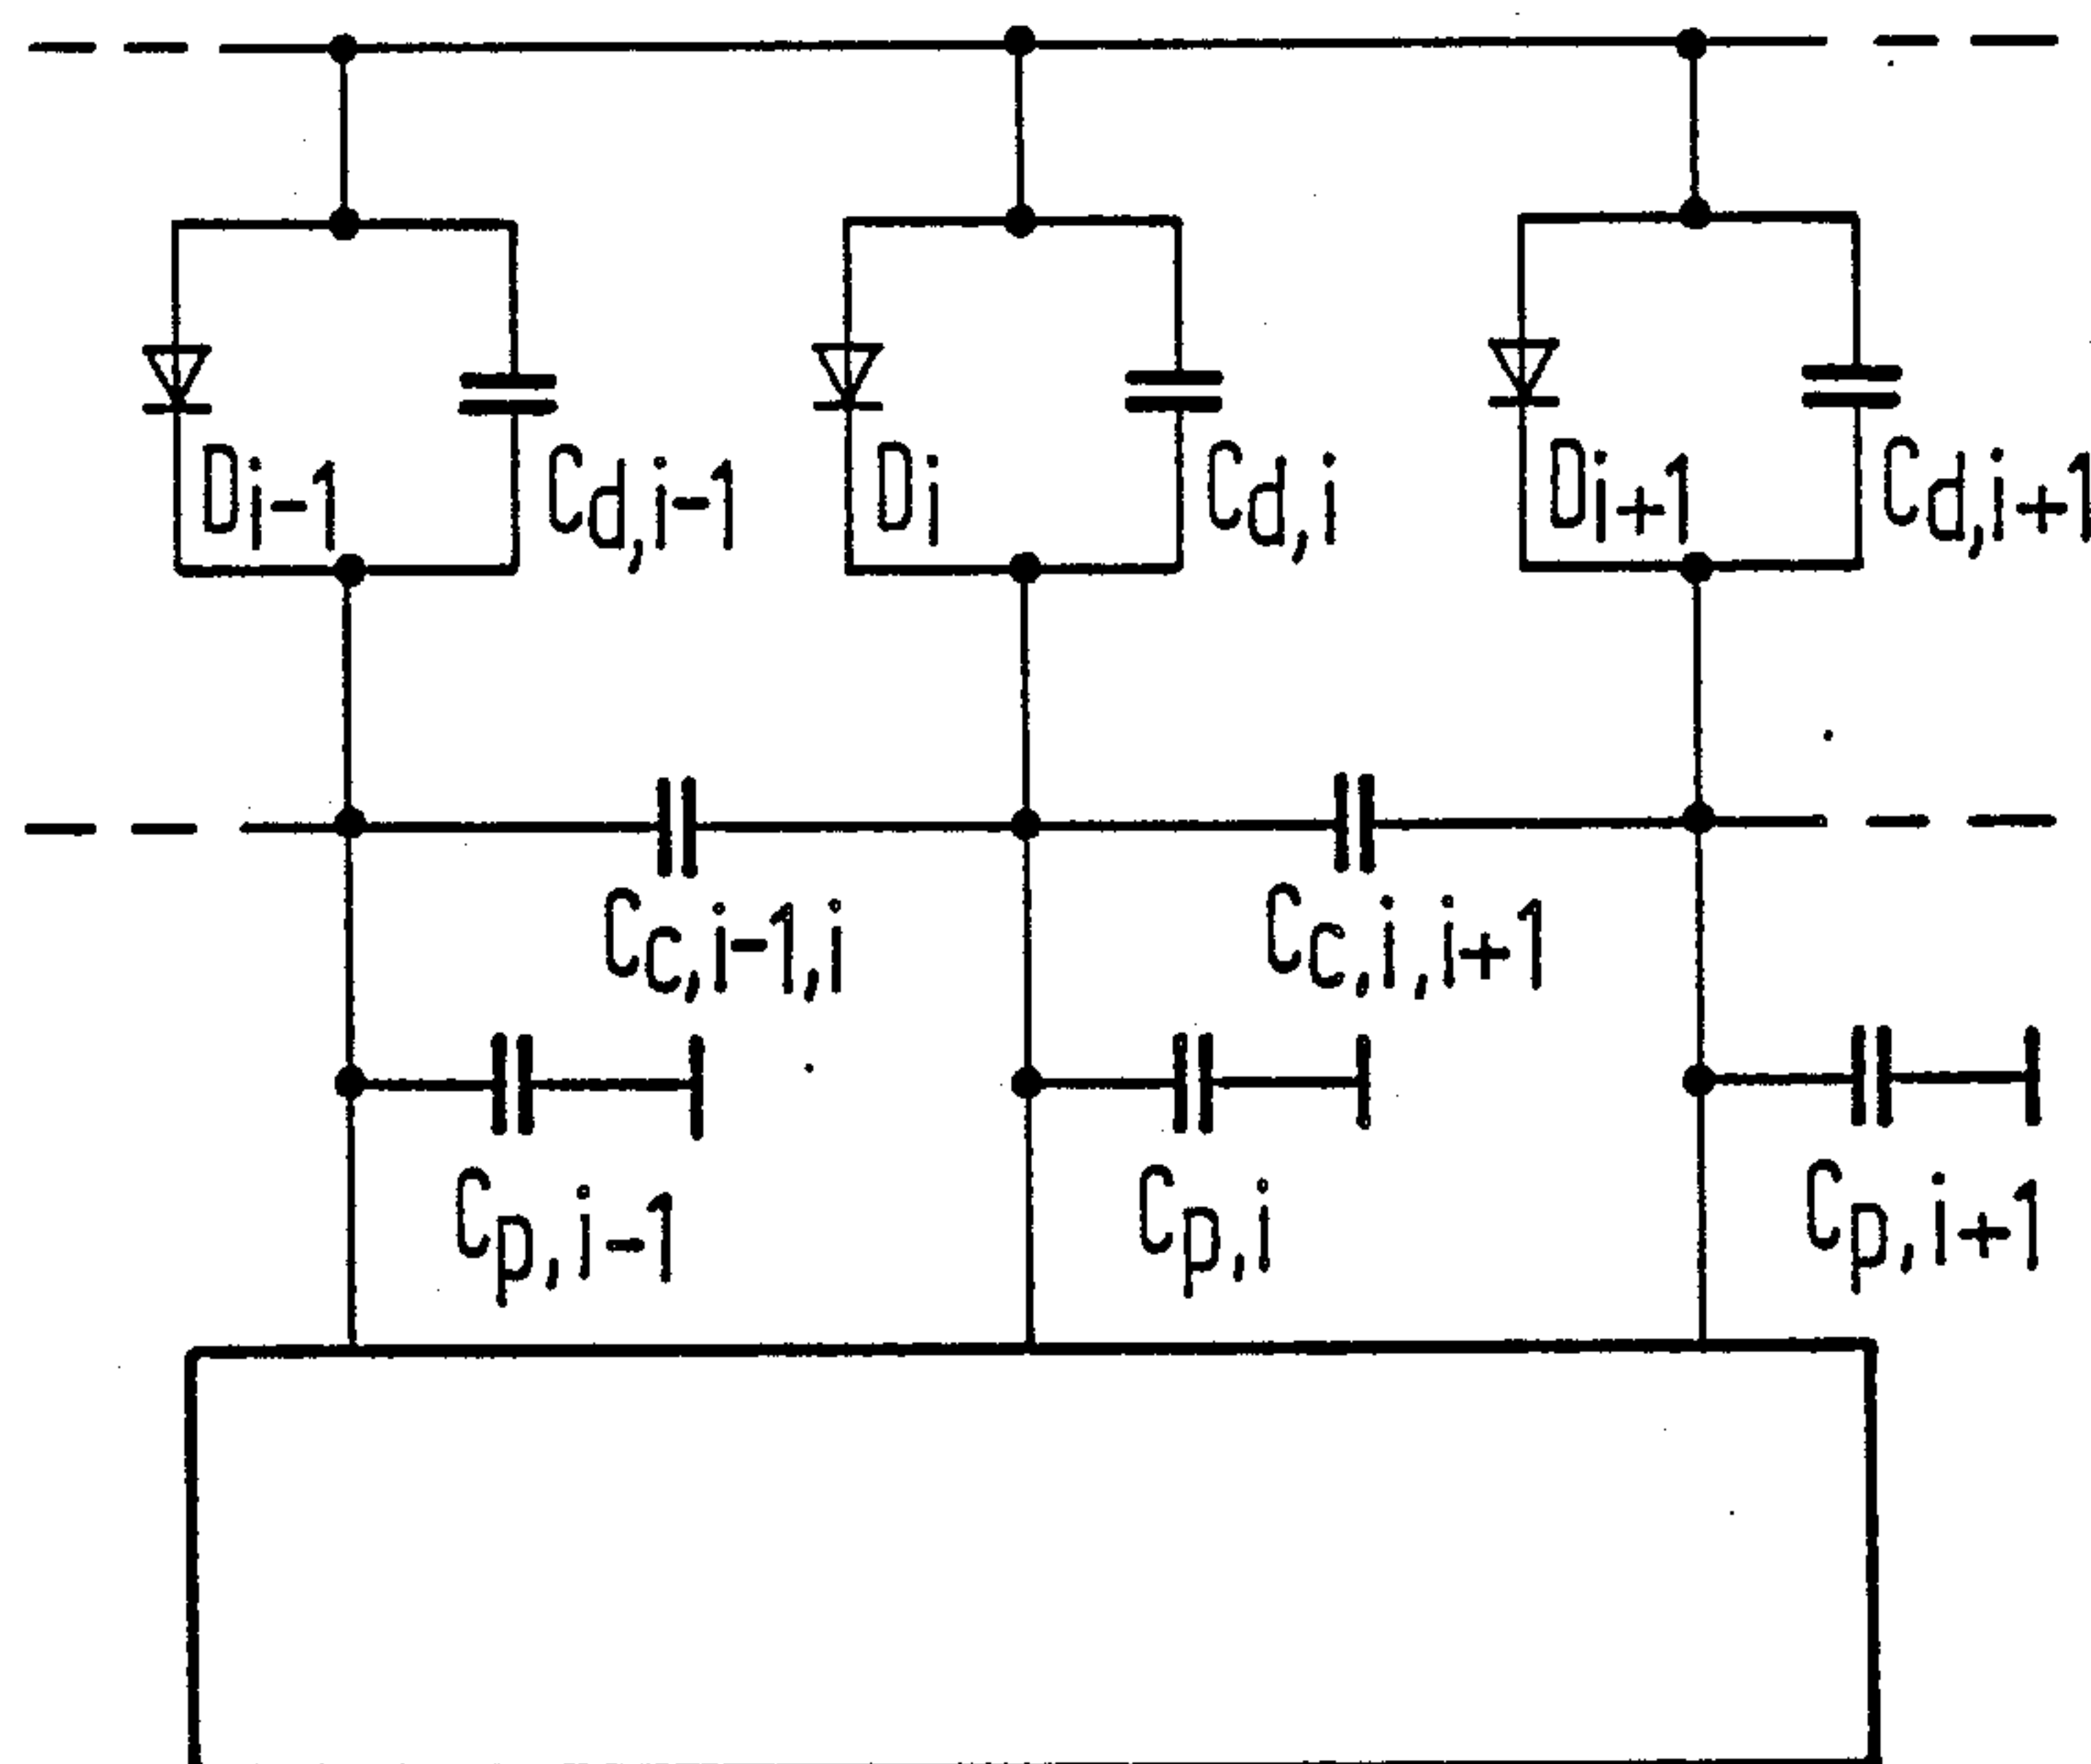 Di-1 Cd,i-1 Di Cd,i Di+1 Cd,i+1
Cc,i-1,i Cc,i,i+1
Cp,i-1 Cp,i Cp,i+1